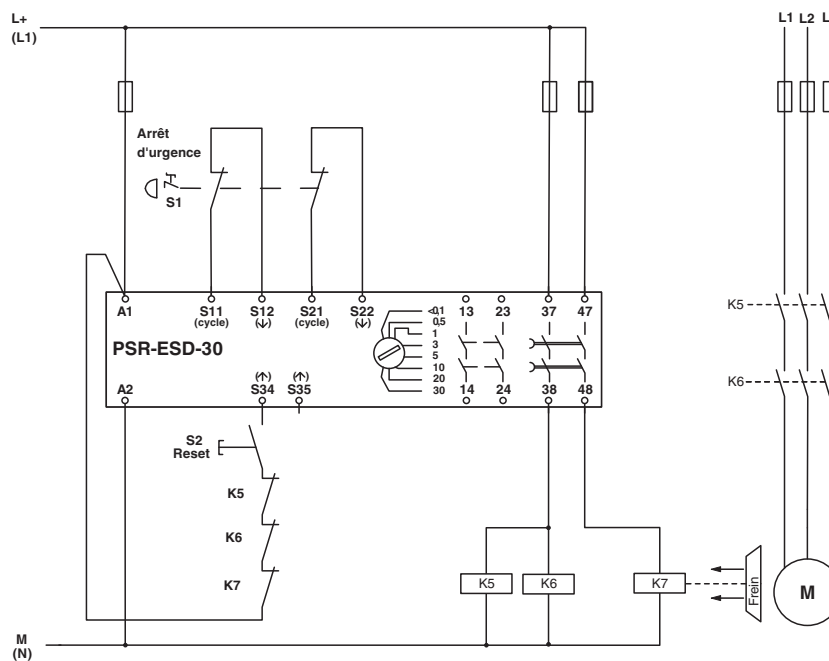 L+
(L1)
L1 L2 L
Arrêt
d'urgence
S1
A1 S11 S12 S21 S22 13 23 37 47
(cycle) (↓) (cycle) (↓)
<0,1
0,5
1
3
5
10
20
30
PSR-ESD-30
(↑) (↑)
A2 S34 S35 14 24 38 48
K5
K6
S2
Reset
K5
K6
K7
K5 K6 K7 Frein M
M
(N)